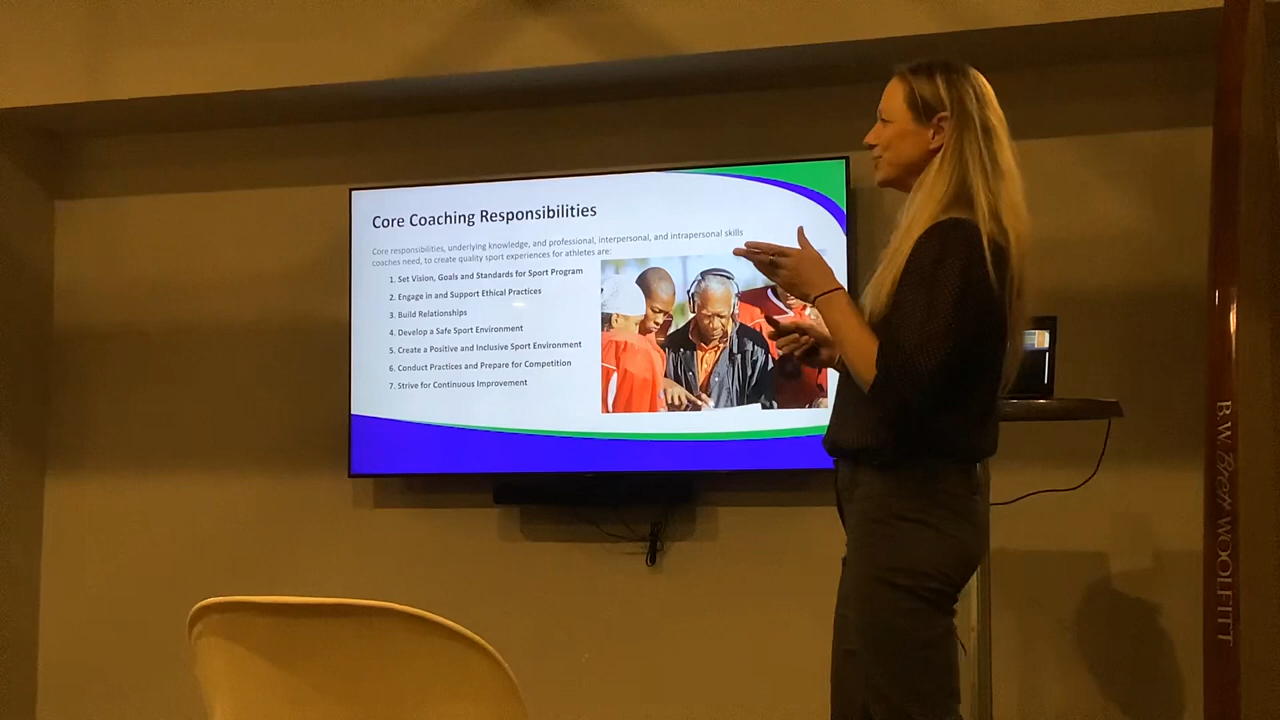 Core Coaching Responsibilities
Core responsibilities, underlying knowledge, and professional, interpersonal, and intrapersonal skills
coaches need, to create quality sport experiences for athletes are:
1. Set Vision, Goals and Standards for Sport Program
2. Engage in and Support Ethical Practices
3. Build Relationships
4. Develop a Safe Sport Environment
5. Create a Positive and Inclusive Sport Environment
6. Conduct Practices and Prepare for Competition
7. Strive for Continuous Improvement
B.W. Brett WOOLFITT